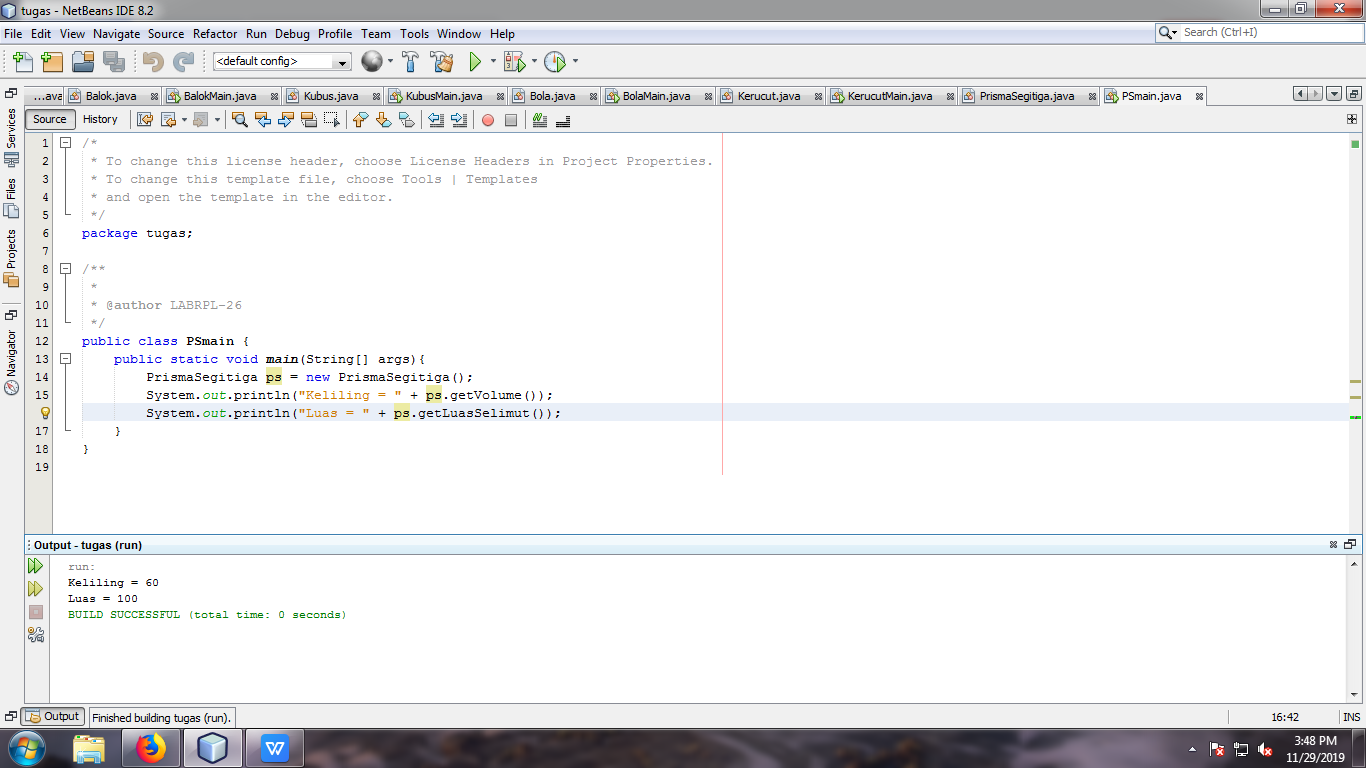 tugas - NetBeans IDE 8.2
File Edit View Navigate Source Refactor Run Debug Profile Team Tools Window Help
Search (Ctrl+I)
<default config>
...ava Balok.java BalokMain.java Kubus.java KubusMain.java Bola.java BolaMain.java Kerucut.java KerucutMain.java PrismaSegitiga.java PSmain.java
Source History
Services
Files
Projects
Navigator
1 /*
2 * To change this license header, choose License Headers in Project Properties.
3 * To change this template file, choose Tools | Templates
4 * and open the template in the editor.
5 */
6 package tugas;
7
8 /**
9 *
10 * @author LABRPL-26
11 */
12 public class PSmain {
13 public static void main(String[] args){
14 PrismaSegitiga ps = new PrismaSegitiga();
15 System.out.println("Keliling = " + ps.getVolume());
System.out.println("Luas = " + ps.getLuasSelimut());
17 }
18 }
19
Output - tugas (run)
run:
Keliling = 60
Luas = 100
BUILD SUCCESSFUL (total time: 0 seconds)
Output
Finished building tugas (run).
16:42 INS
3:48 PM
11/29/2019